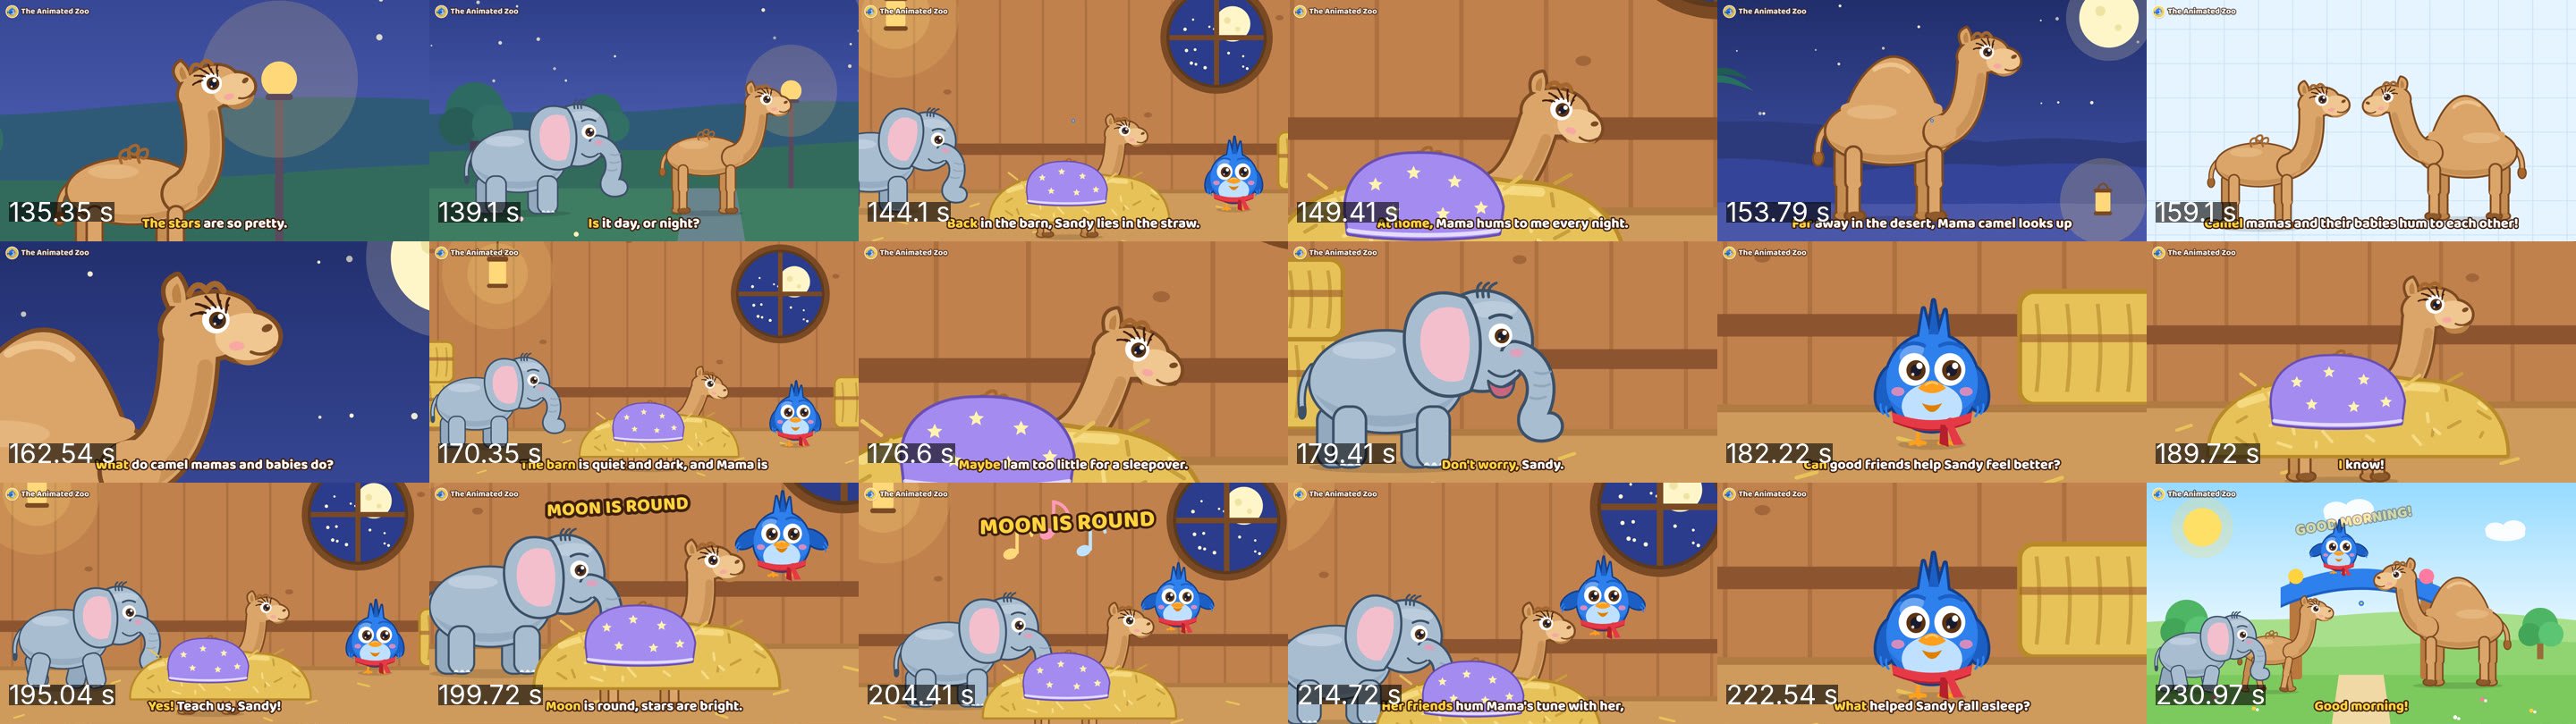 The Animated Zoo
135.35 s
The stars are so pretty.
The Animated Zoo
139.1 s
Is it day, or night?
The Animated Zoo
144.1 s
Back in the barn, Sandy lies in the straw.
The Animated Zoo
149.41 s
At home, Mama hums to me every night.
The Animated Zoo
153.79 s
Far away in the desert, Mama camel looks up
The Animated Zoo
159.1 s
Camel mamas and their babies hum to each other!
The Animated Zoo
162.54 s
What do camel mamas and babies do?
The Animated Zoo
170.35 s
The barn is quiet and dark, and Mama is
The Animated Zoo
176.6 s
Maybe I am too little for a sleepover.
The Animated Zoo
179.41 s
Don't worry, Sandy.
The Animated Zoo
182.22 s
Can good friends help Sandy feel better?
The Animated Zoo
189.72 s
I know!
The Animated Zoo
195.04 s
Yes! Teach us, Sandy!
The Animated Zoo
MOON IS ROUND
199.72 s
Moon is round, stars are bright.
The Animated Zoo
MOON IS ROUND
204.41 s
The Animated Zoo
214.72 s
Her friends hum Mama's tune with her,
The Animated Zoo
222.54 s
What helped Sandy fall asleep?
The Animated Zoo
GOOD MORNING!
230.97 s
Good morning!